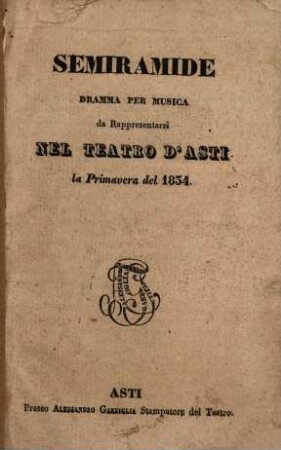 SEMIRAMIDE
DRAMMA PER MUSICA
da Rappresentarsi
NEL TEATRO D'ASTI
la Primavera del 1834.
ASTI
Presso ALESSANDRO GARBIGLIA Stampatore del Teatro.